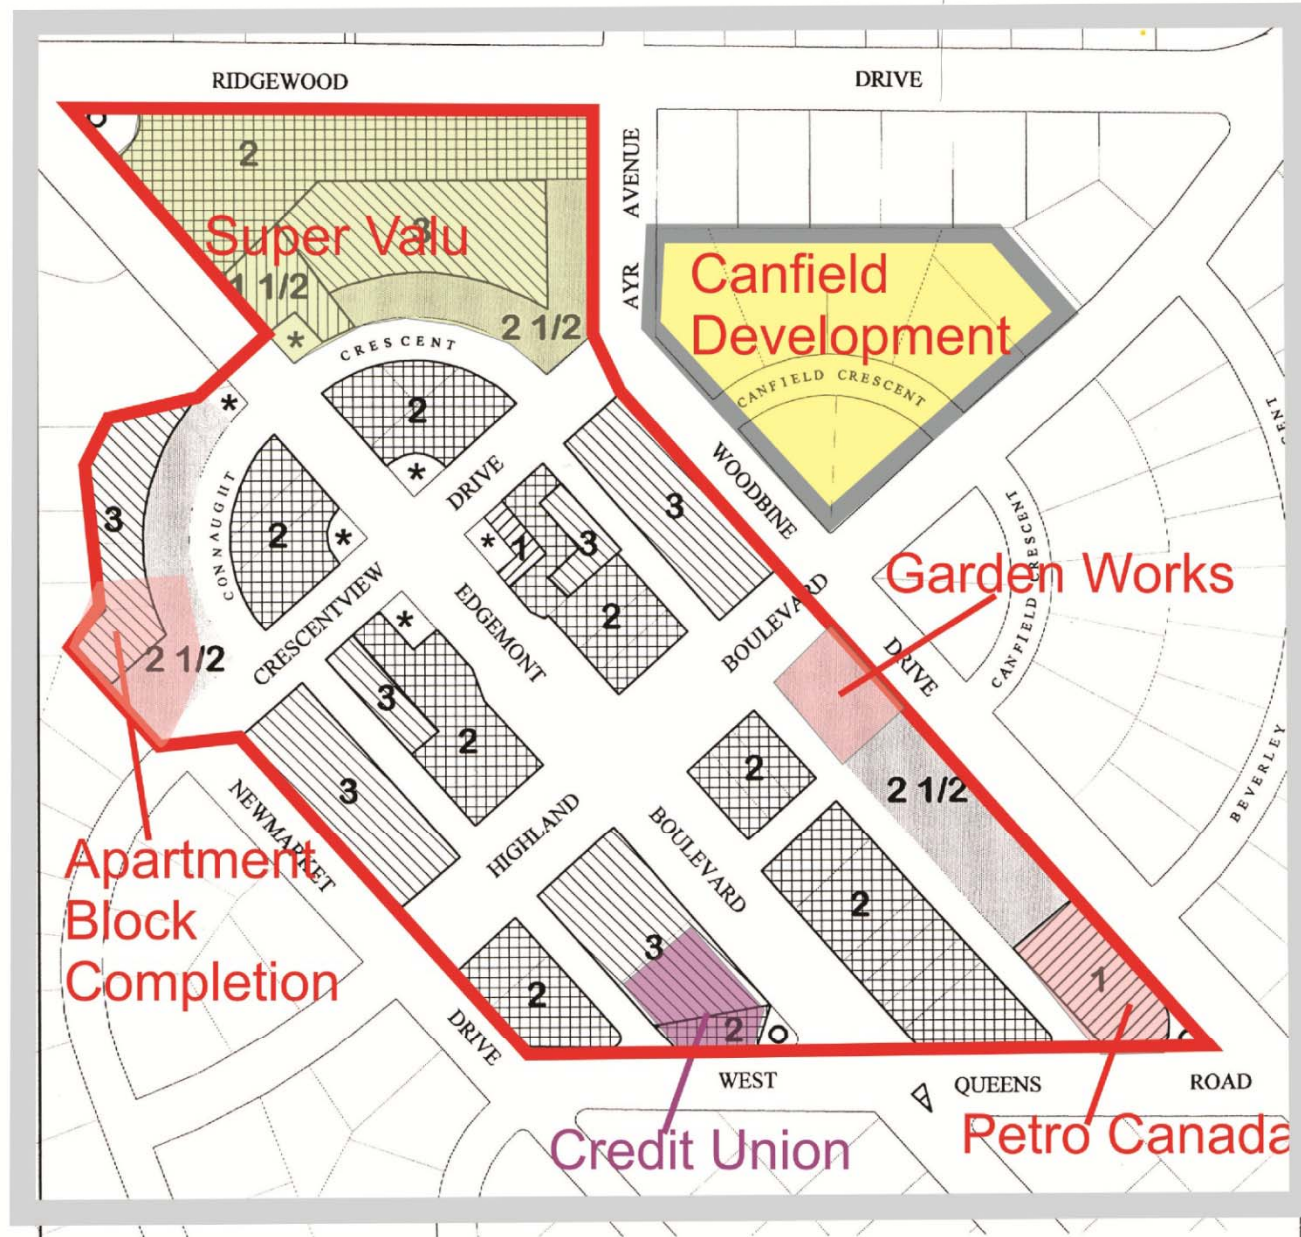 RIDGEWOOD DRIVE
2
AYR AVENUE
Super Valu
3
1 1/2
2 1/2
*
Canfield
Development
CANFIELD CRESCENT
CRESCENT
*
2
*
DRIVE
WOODBINE
3
3
CONNAUGHT
2
*
*
1
3
2
CRESCENTVIEW
EDGEMONT
BOULEVARD
Garden Works
DRIVE
CANFIELD CRESCENT
CENT
BEVERLEY
2 1/2
*
3
2
3
NEWMARKET
HIGHLAND
BOULEVARD
2
2 1/2
2
Apartment
Block
Completion
DRIVE
2
3
2
1
WEST QUEENS ROAD
Credit Union
Petro Canada